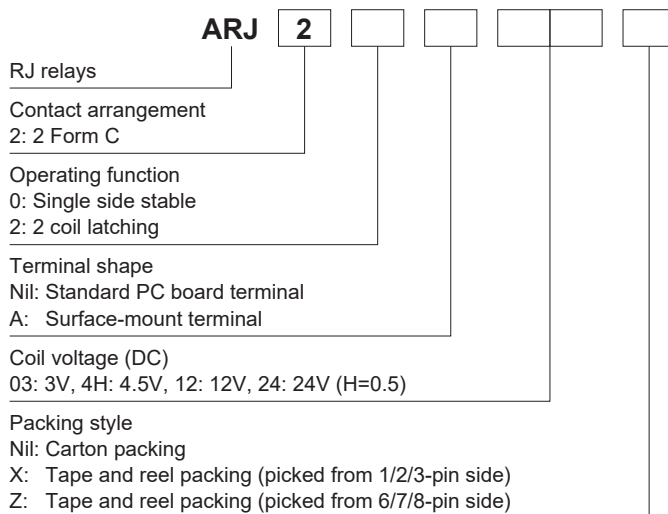 ARJ 2
RJ relays
Contact arrangement
2: 2 Form C
Operating function
0: Single side stable
2: 2 coil latching
Terminal shape
Nil: Standard PC board terminal
A: Surface-mount terminal
Coil voltage (DC)
03: 3V, 4H: 4.5V, 12: 12V, 24: 24V (H=0.5)
Packing style
Nil: Carton packing
X: Tape and reel packing (picked from 1/2/3-pin side)
Z: Tape and reel packing (picked from 6/7/8-pin side)